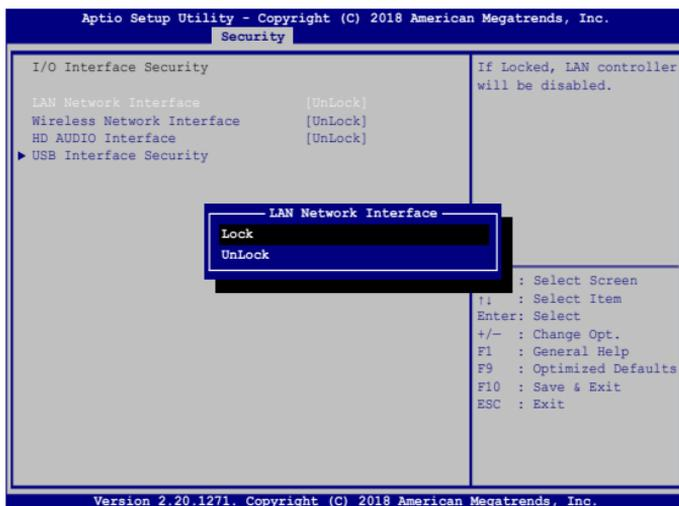 Aptio Setup Utility - Copyright (C) 2018 American Megatrends, Inc.
Security
I/O Interface Security
LAN Network Interface [UnLock]
Wireless Network Interface [UnLock]
HD AUDIO Interface [UnLock]
▶ USB Interface Security
If Locked, LAN controller
will be disabled.
LAN Network Interface
Lock
UnLock
: Select Screen
↑↓ : Select Item
Enter: Select
+/— : Change Opt.
F1 : General Help
F9 : Optimized Defaults
F10 : Save & Exit
ESC : Exit
Version 2.20.1271. Copyright (C) 2018 American Megatrends, Inc.